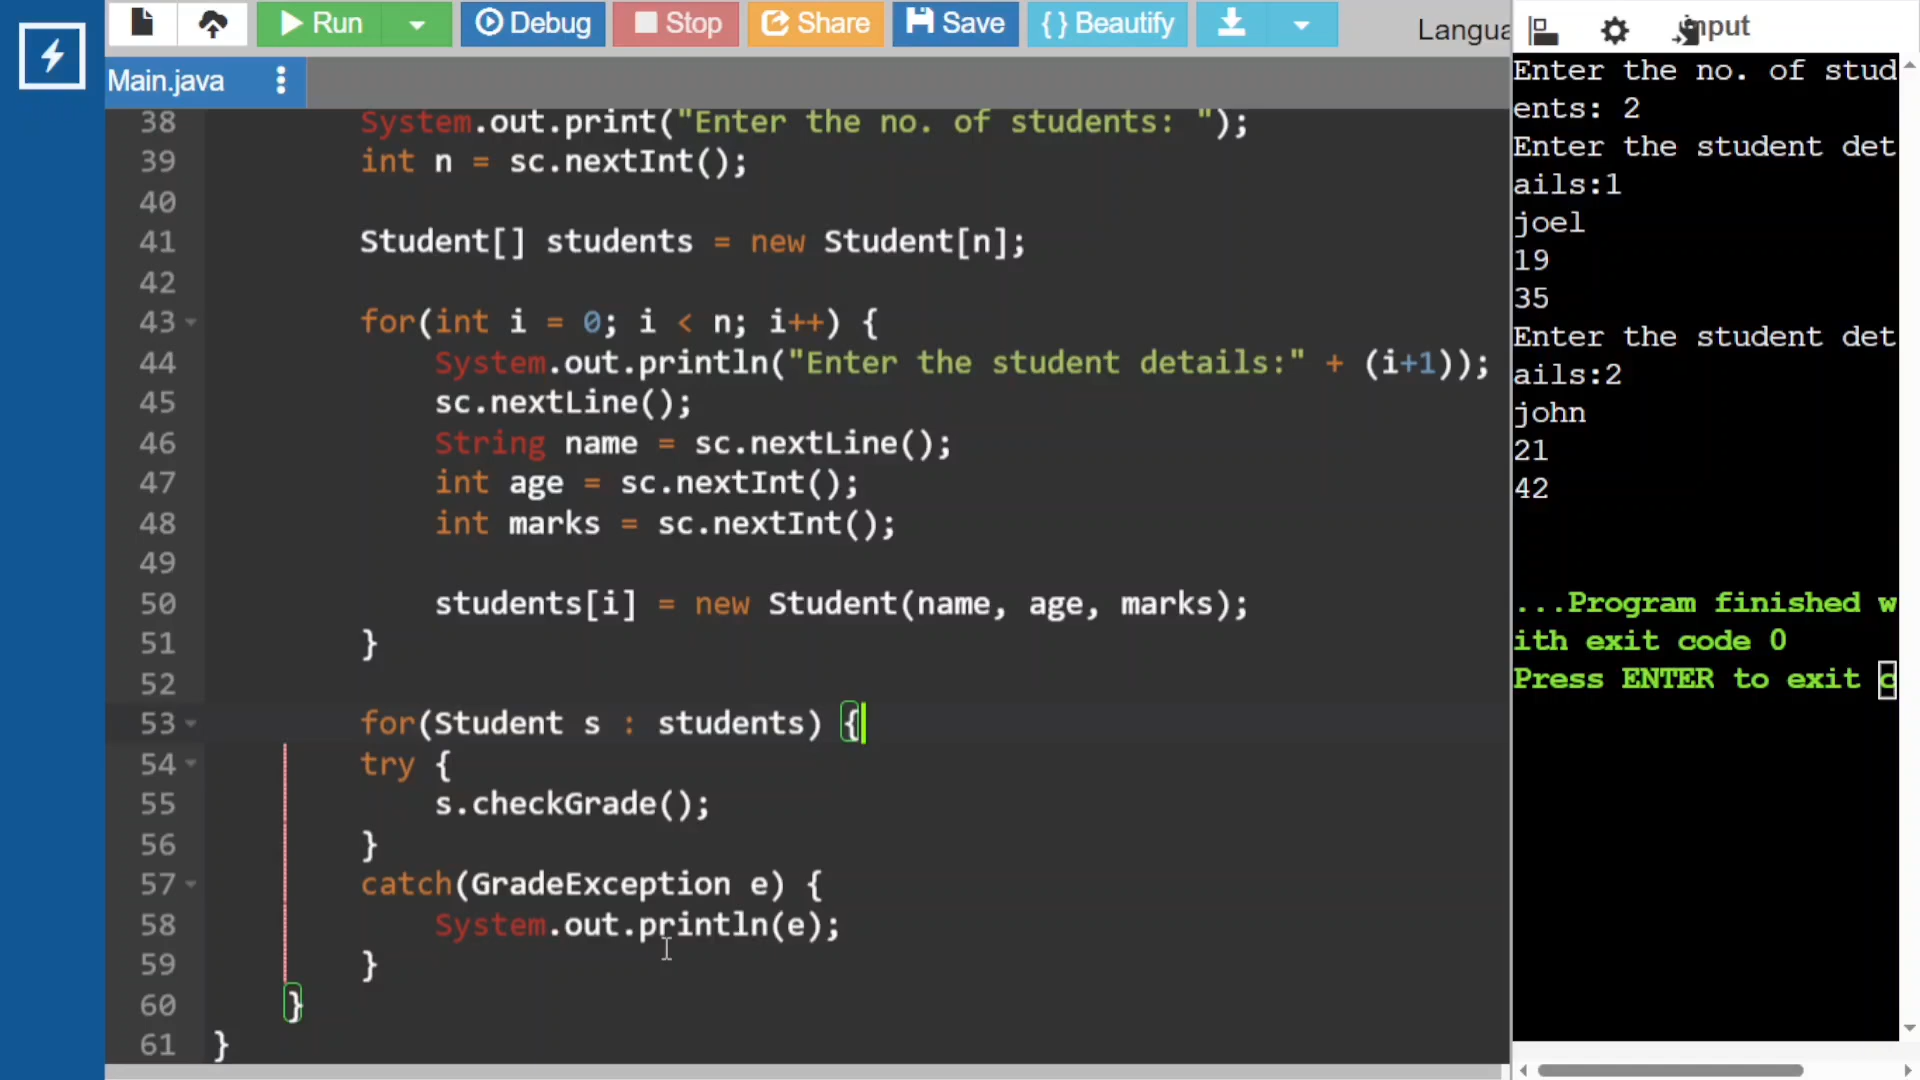 Run
Debug
Stop
Share
Save
{ } Beautify
Langua
input
Main.java
38 System.out.print("Enter the no. of students: ");
39 int n = sc.nextInt();
40
41 Student[] students = new Student[n];
42
43 for(int i = 0; i < n; i++) {
44 System.out.println("Enter the student details:" + (i+1));
45 sc.nextLine();
46 String name = sc.nextLine();
47 int age = sc.nextInt();
48 int marks = sc.nextInt();
49
50 students[i] = new Student(name, age, marks);
51 }
52
53 for(Student s : students) {
54 try {
55 s.checkGrade();
56 }
57 catch(GradeException e) {
58 System.out.println(e);
59 }
60 }
61 }
Enter the no. of stud
ents: 2
Enter the student det
ails:1
joel
19
35
Enter the student det
ails:2
john
21
42
...Program finished w
ith exit code 0
Press ENTER to exit c